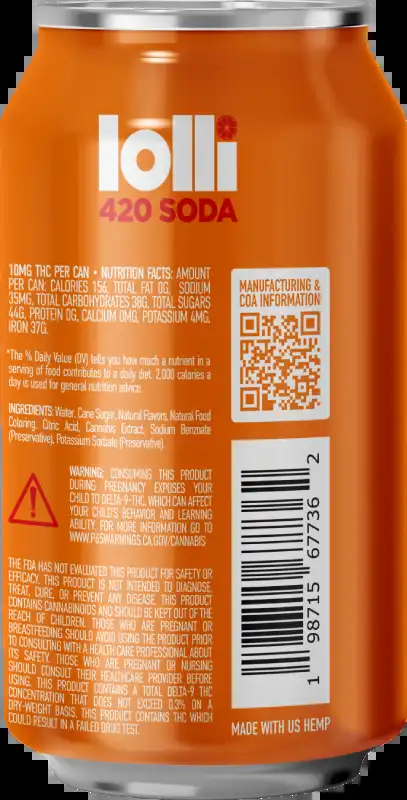 lolli
420 SODA
10MG THC PER CAN • NUTRITION FACTS: AMOUNT
PER CAN: CALORIES 156, TOTAL FAT 0G, SODIUM
35MG, TOTAL CARBOHYDRATES 38G, TOTAL SUGARS
44G, PROTEIN 0G, CALCIUM 0MG, POTASSIUM 4MG,
IRON 37G.
*The % Daily Value (DV) tells you how much a nutrient in a
serving of food contributes to a daily diet. 2,000 calories a
day is used for general nutrition advice.
INGREDIENTS: Water, Cane Sugar, Natural Flavors, Natural Food
Coloring, Citric Acid, Cannabis Extract, Sodium Benzoate
(Preservative), Potassium Sorbate (Preservative).
WARNING: CONSUMING THIS PRODUCT
DURING PREGNANCY EXPOSES YOUR
CHILD TO DELTA-9-THC, WHICH CAN AFFECT
YOUR CHILD'S BEHAVIOR AND LEARNING
ABILITY. FOR MORE INFORMATION GO TO
WWW.P65WARNINGS.CA.GOV/CANNABIS
THE FDA HAS NOT EVALUATED THIS PRODUCT FOR SAFETY OR
EFFICACY. THIS PRODUCT IS NOT INTENDED TO DIAGNOSE,
TREAT, CURE, OR PREVENT ANY DISEASE. THIS PRODUCT
CONTAINS CANNABINOIDS AND SHOULD BE KEPT OUT OF THE
REACH OF CHILDREN. THOSE WHO ARE PREGNANT OR
BREASTFEEDING SHOULD AVOID USING THE PRODUCT PRIOR
TO CONSULTING WITH A HEALTH CARE PROFESSIONAL ABOUT
ITS SAFETY. THOSE WHO ARE PREGNANT OR NURSING
SHOULD CONSULT THEIR HEALTHCARE PROVIDER BEFORE
USING. THIS PRODUCT CONTAINS A TOTAL DELTA-9 THC
CONCENTRATION THAT DOES NOT EXCEED 0.3% ON A
DRY-WEIGHT BASIS. THIS PRODUCT CONTAINS THC WHICH
COULD RESULT IN A FAILED DRUG TEST.
MANUFACTURING &
COA INFORMATION
1 98715 67736 2
MADE WITH US HEMP